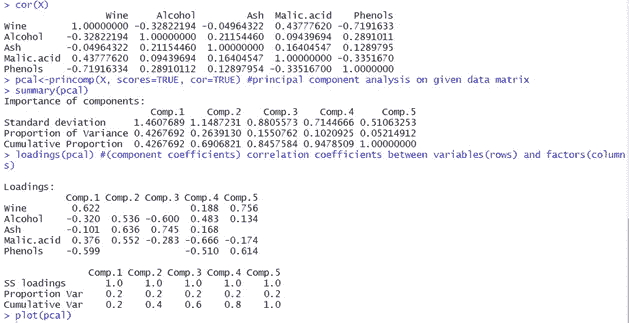 > cor(X)
Wine Alcohol Ash Malic.acid Phenols
Wine 1.00000000 -0.32822194 -0.04964322 0.43777620 -0.7191633
Alcohol -0.32822194 1.00000000 0.21154460 0.09439694 0.2891011
Ash -0.04964322 0.21154460 1.00000000 0.16404547 0.1289795
Malic.acid 0.43777620 0.09439694 0.16404547 1.00000000 -0.3351670
Phenols -0.71916334 0.28910112 0.12897954 -0.33516700 1.0000000
> pcal<-princomp(X, scores=TRUE, cor=TRUE) #principal component analysis on given data matrix
> summary(pcal)
Importance of components:
Comp.1 Comp.2 Comp.3 Comp.4 Comp.5
Standard deviation 1.4607689 1.1487231 0.8805573 0.7144666 0.51063253
Proportion of Variance 0.4267692 0.2639130 0.1550762 0.1020925 0.05214912
Cumulative Proportion 0.4267692 0.6906821 0.8457584 0.9478509 1.00000000
> loadings(pcal) #(component coefficients) correlation coefficients between variables(rows) and factors(column
s)
Loadings:
Comp.1 Comp.2 Comp.3 Comp.4 Comp.5
Wine 0.622 0.188 0.756
Alcohol -0.320 0.536 -0.600 0.483 0.134
Ash -0.101 0.636 0.745 0.168
Malic.acid 0.376 0.552 -0.283 -0.666 -0.174
Phenols -0.599 -0.510 0.614
Comp.1 Comp.2 Comp.3 Comp.4 Comp.5
SS loadings 1.0 1.0 1.0 1.0 1.0
Proportion Var 0.2 0.2 0.2 0.2 0.2
Cumulative Var 0.2 0.4 0.6 0.8 1.0
> plot(pcal)